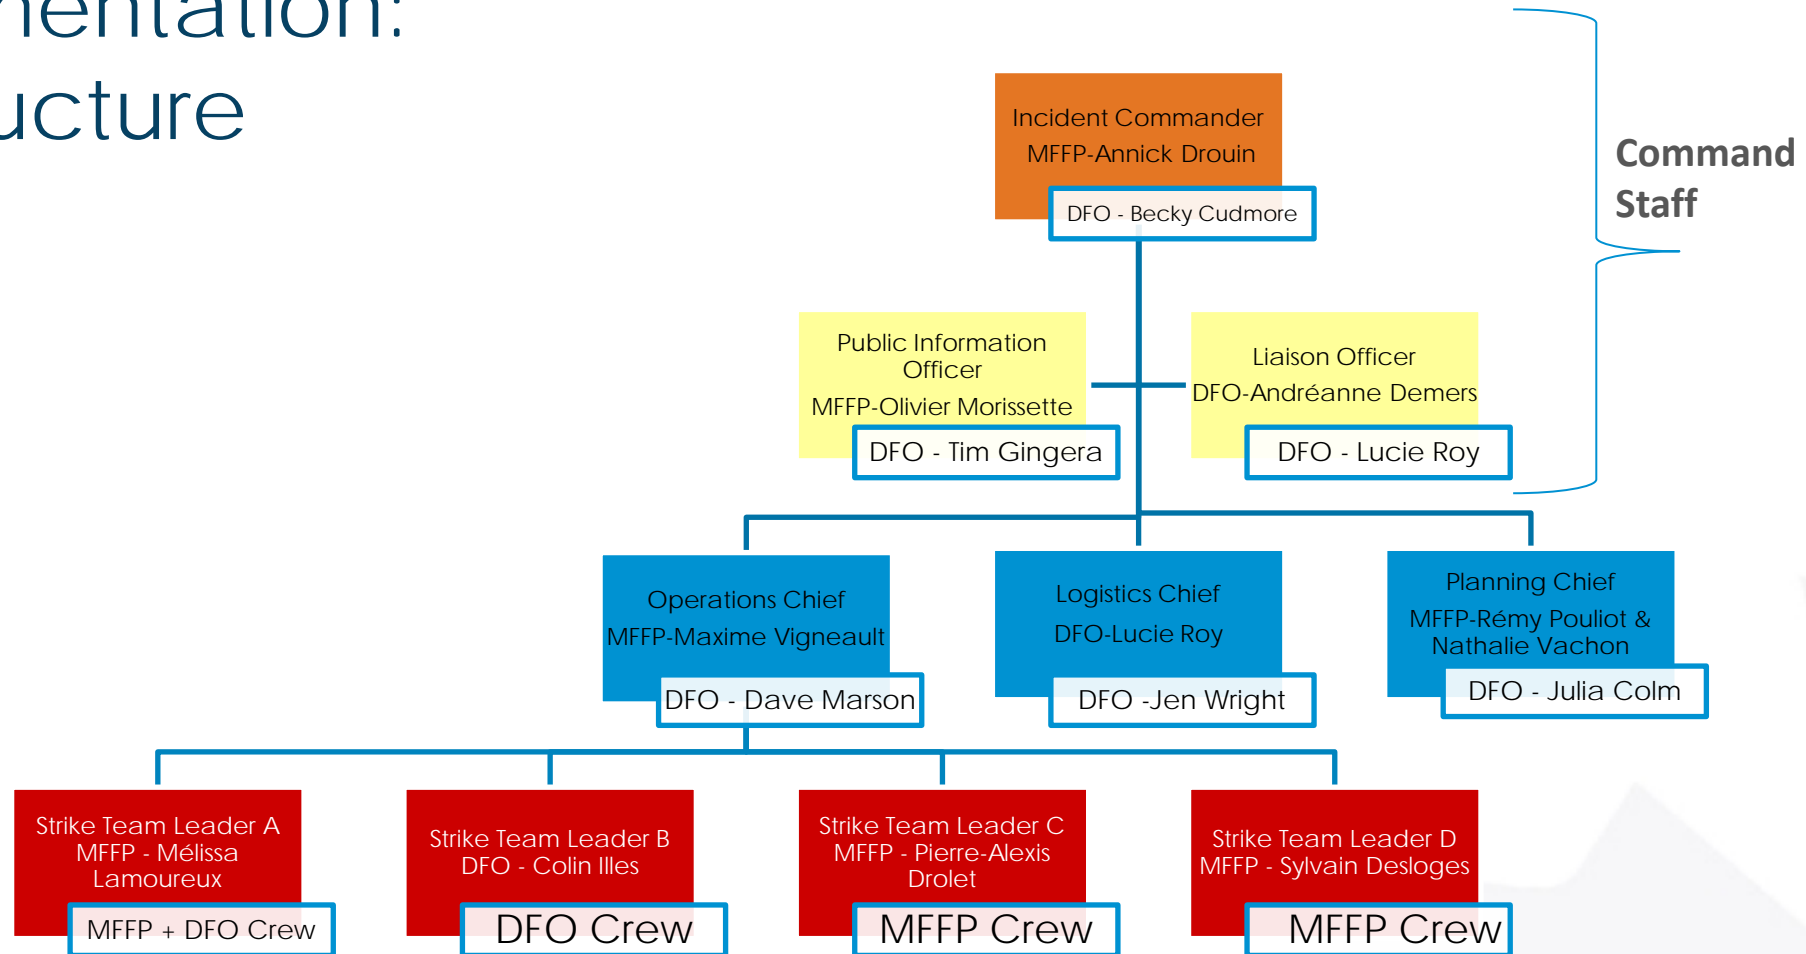 mentation:
ucture
Incident Commander
MFFP-Annick Drouin
DFO - Becky Cudmore
Command
Staff
Public Information
Officer
MFFP-Olivier Morissette
DFO - Tim Gingera
Liaison Officer
DFO-Andréanne Demers
DFO - Lucie Roy
Operations Chief
MFFP-Maxime Vigneault
DFO - Dave Marson
Logistics Chief
DFO-Lucie Roy
DFO -Jen Wright
Planning Chief
MFFP-Rémy Pouliot &
Nathalie Vachon
DFO - Julia Colm
Strike Team Leader A
MFFP - Mélissa
Lamoureux
MFFP + DFO Crew
Strike Team Leader B
DFO - Colin Illes
DFO Crew
Strike Team Leader C
MFFP - Pierre-Alexis
Drolet
MFFP Crew
Strike Team Leader D
MFFP - Sylvain Desloges
MFFP Crew